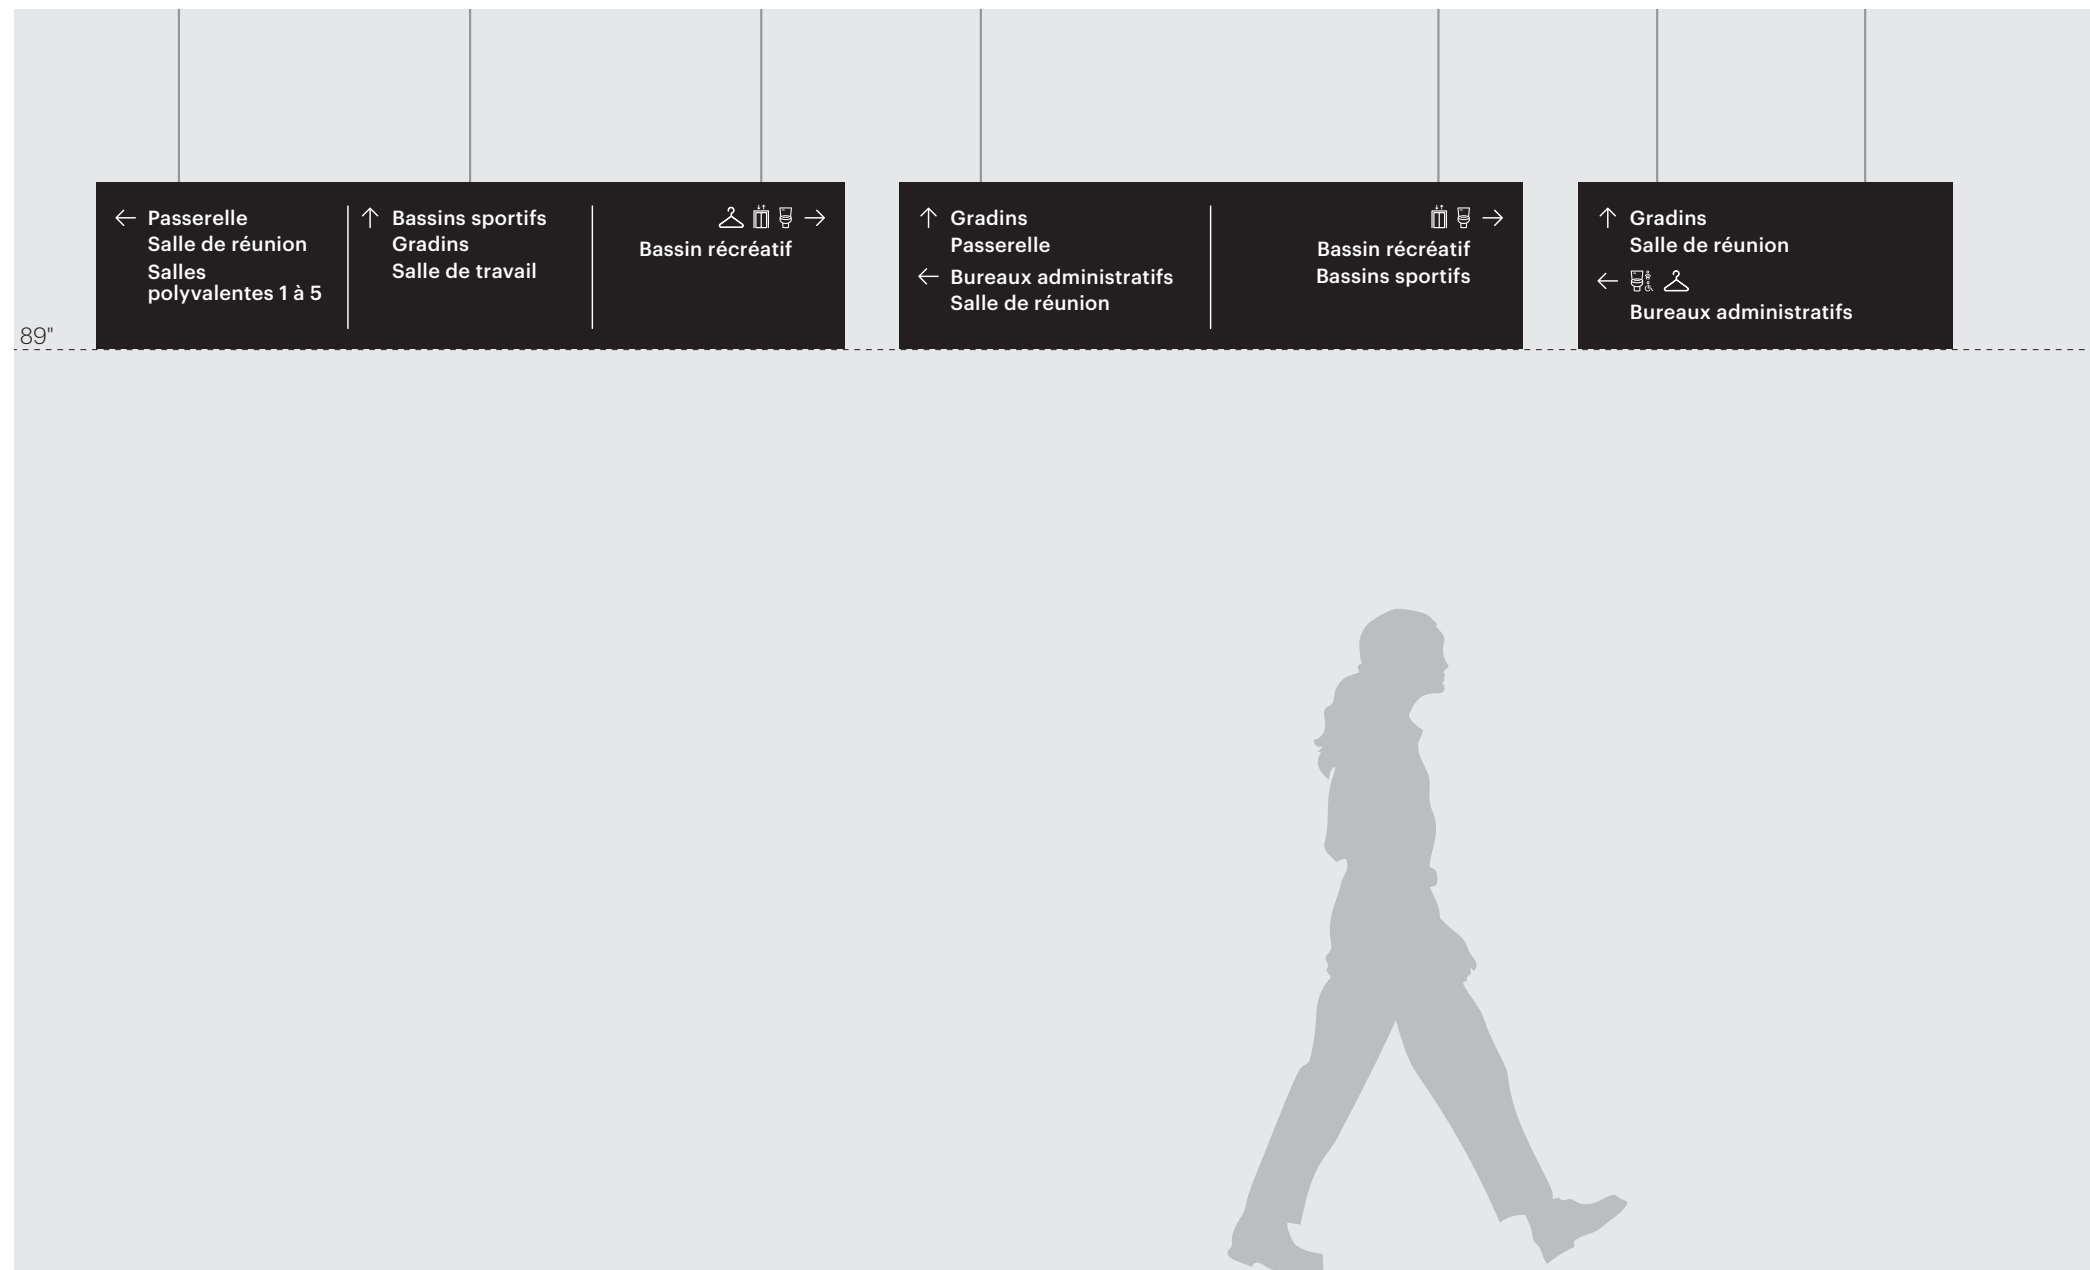 ← Passerelle
Salle de réunion
Salles
polyvalentes 1 à 5
↑ Bassins sportifs
Gradins
Salle de travail
→
Bassin récréatif
↑ Gradins
Passerelle
← Bureaux administratifs
Salle de réunion
→
Bassin récréatif
Bassins sportifs
↑ Gradins
Salle de réunion
←
Bureaux administratifs
89"